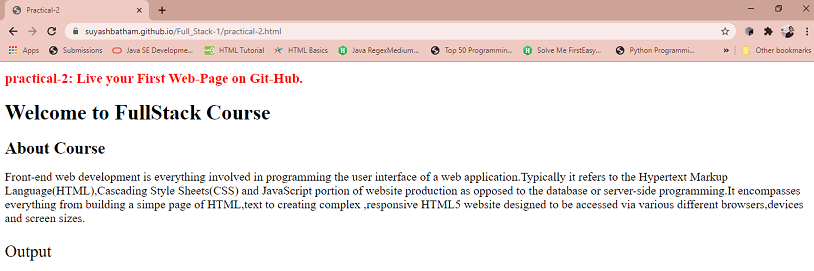 Practical-2
suyashbatham.github.io/Full_Stack-1/practical-2.html
Apps Submissions Java SE Developme... HTML Tutorial HTML Basics Java RegexMedium... Top 50 Programmin... Solve Me FirstEasy... Python Programmi... » Other bookmarks
practical-2: Live your First Web-Page on Git-Hub.
Welcome to FullStack Course
About Course
Front-end web development is everything involved in programming the user interface of a web application.Typically it refers to the Hypertext Markup
Language(HTML),Cascading Style Sheets(CSS) and JavaScript portion of website production as opposed to the database or server-side programming.It encompasses
everything from building a simpe page of HTML,text to creating complex ,responsive HTML5 website designed to be accessed via various different browsers,devices
and screen sizes.
Output